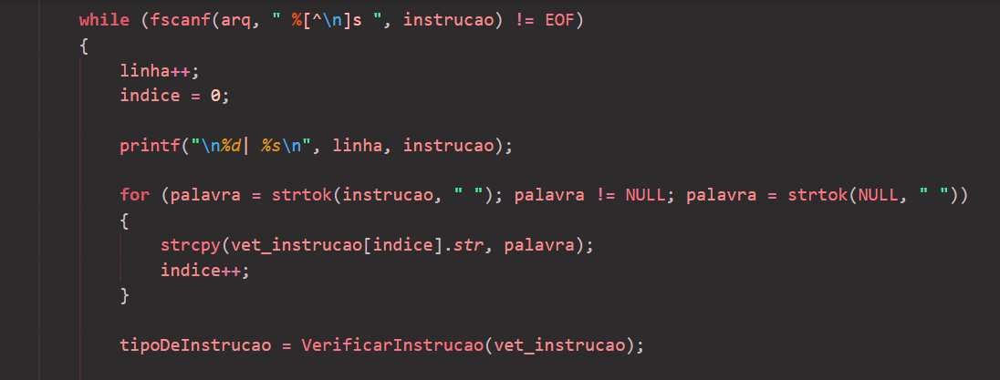 while (fscanf(arq, " %[^\n]s ", instrucao) != EOF)
{
linha++;
indice = 0;
printf("\n%d| %s\n", linha, instrucao);
for (palavra = strtok(instrucao, " "); palavra != NULL; palavra = strtok(NULL, " "))
{
strcpy(vet_instrucao[indice].str, palavra);
indice++;
}
tipoDeInstrucao = VerificarInstrucao(vet_instrucao);